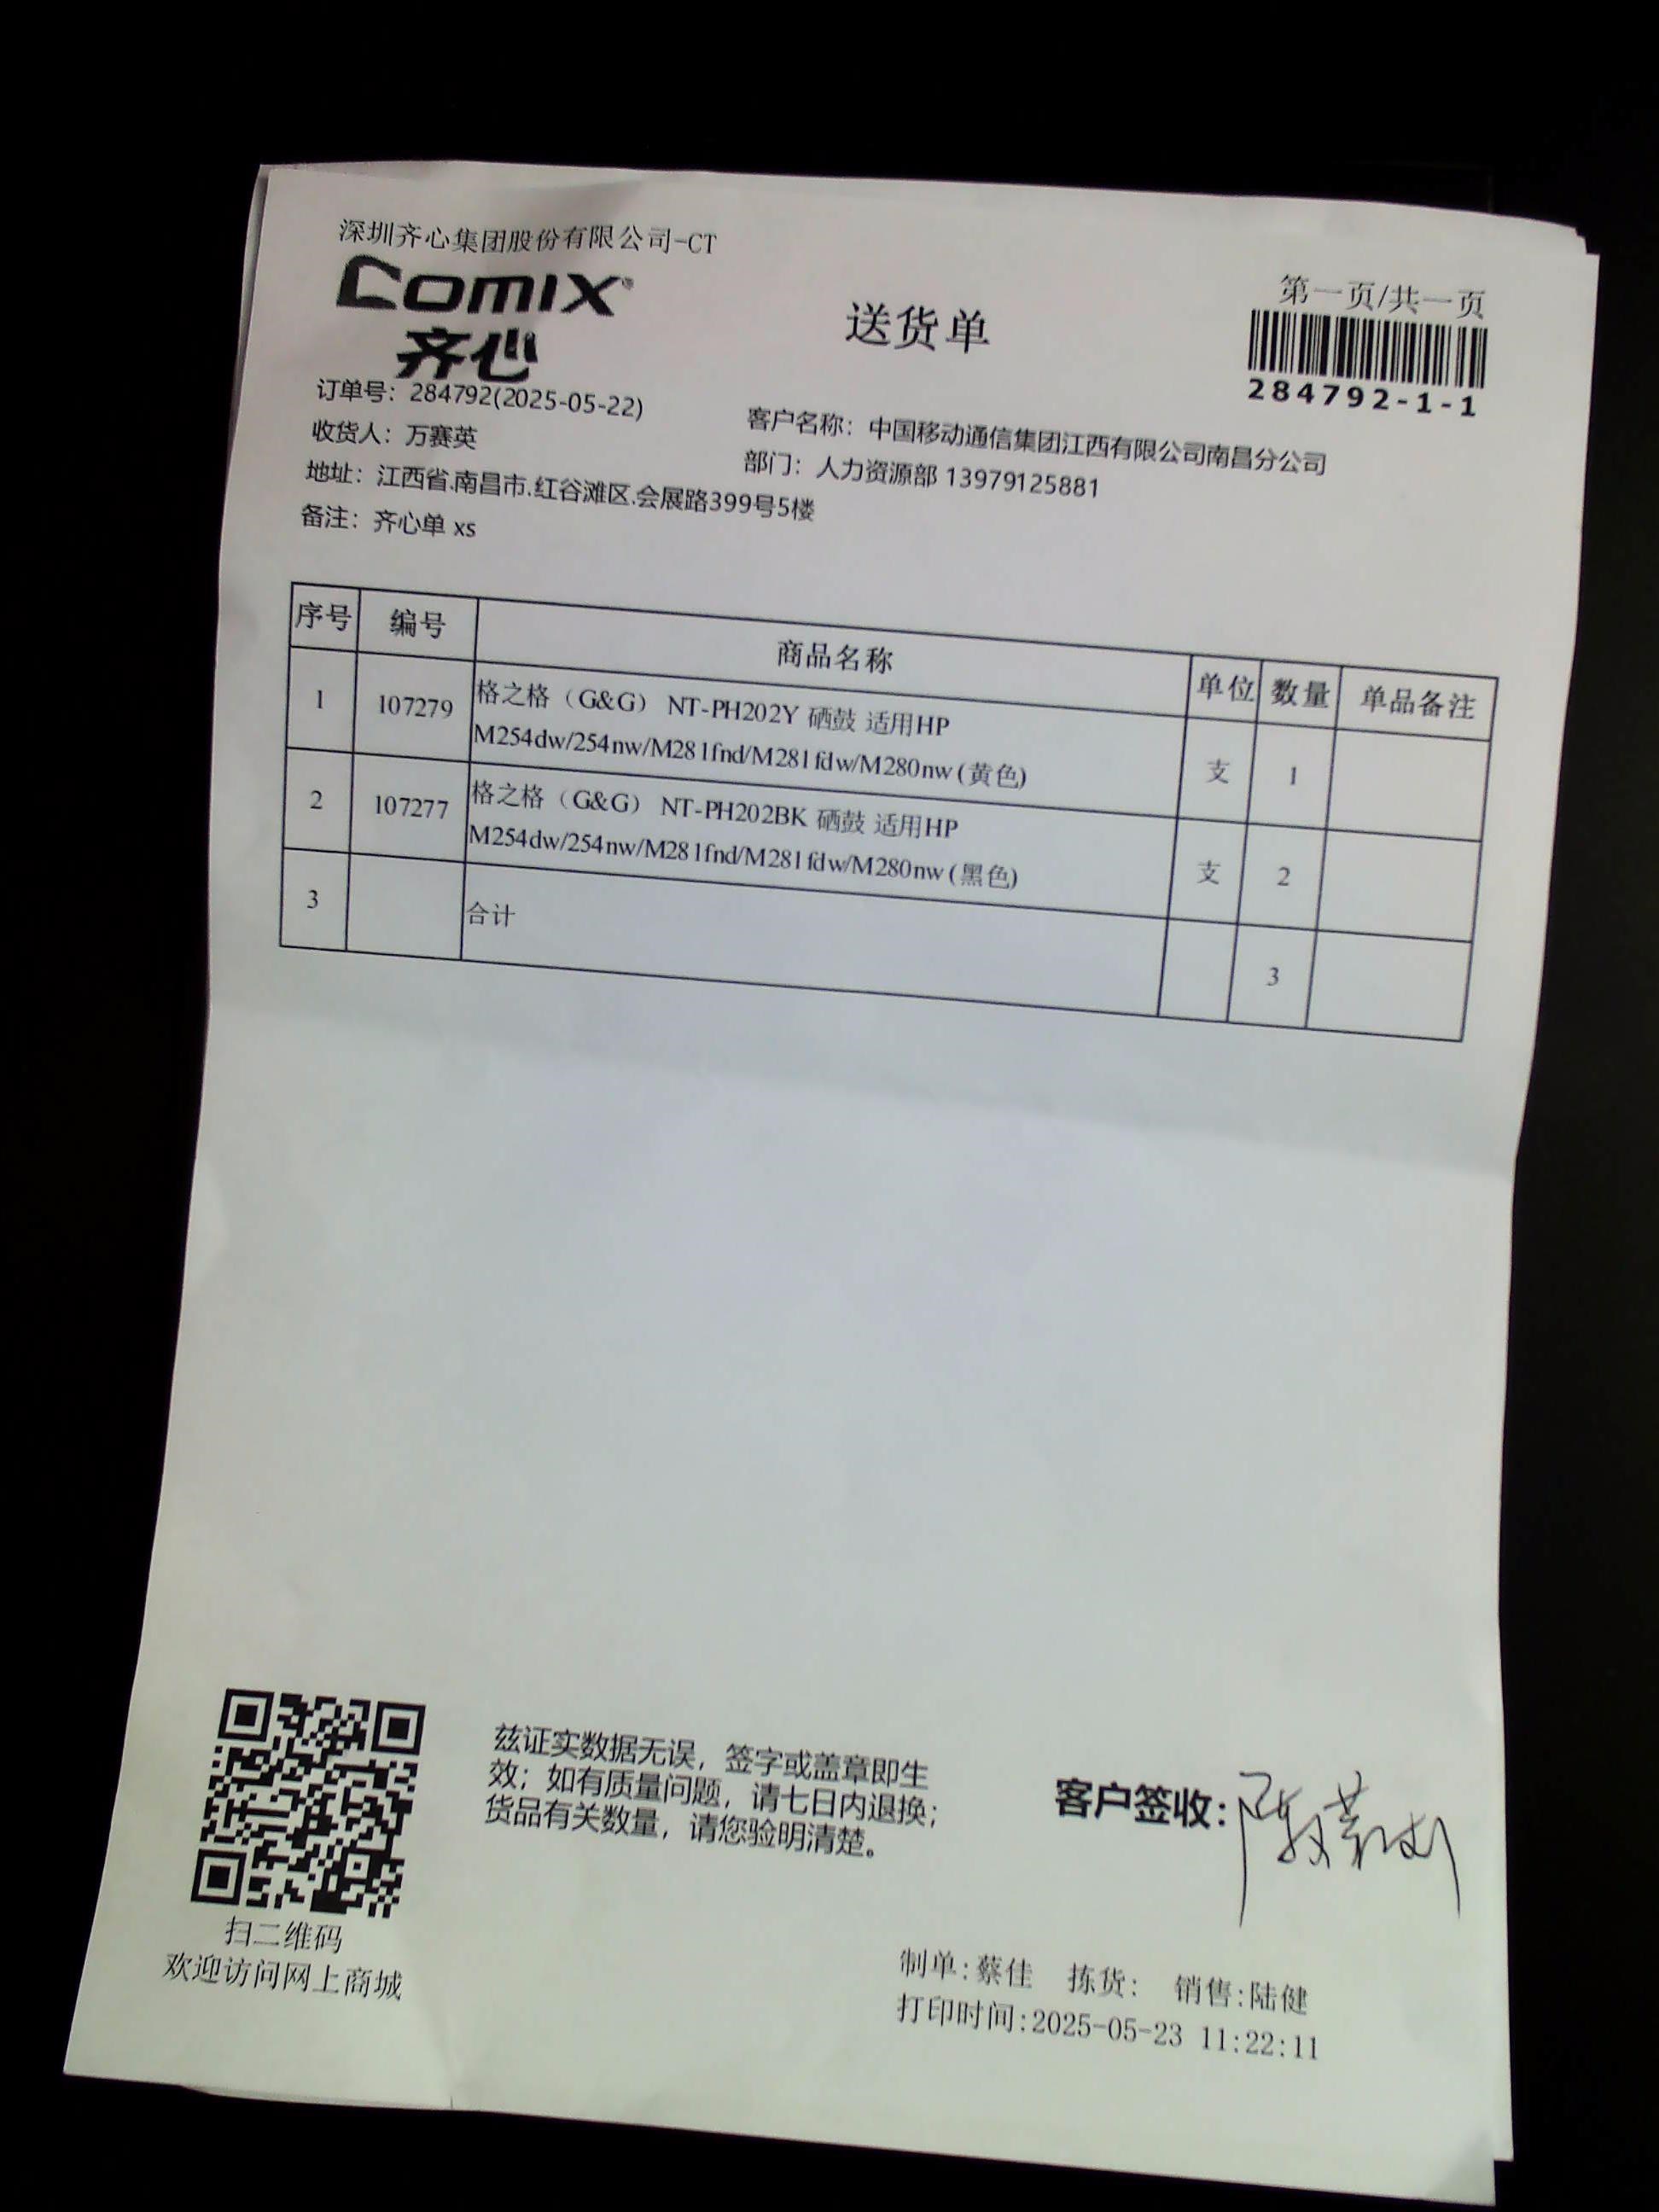 深圳齐心集团股份有限公司-CT
comix
齐心
送货单
第一页/共一页
284792-1-1
订单号：284792(2025-05-22)
收货人：万赛英
客户名称：中国移动通信集团江西有限公司南昌分公司
地址：江西省.南昌市.红谷滩区.会展路399号5楼
部门：人力资源部 13979125881
备注：齐心单 xs
序号 编号 商品名称 单位 数量 单品备注
1 107279 格之格（G&G） NT-PH202Y 硒鼓 适用HP
M254dw/254nw/M281fnd/M281fdw/M280nw(黄色) 支 1
2 107277 格之格（G&G） NT-PH202BK 硒鼓 适用HP
M254dw/254nw/M281fnd/M281fdw/M280nw(黑色) 支 2
3 合计 3
兹证实数据无误，签字或盖章即生
效；如有质量问题，请七日内退换；
货品有关数量，请您验明清楚。
客户签收:
扫二维码
欢迎访问网上商城
制单:蔡佳 拣货: 销售:陆健
打印时间:2025-05-23 11:22:11